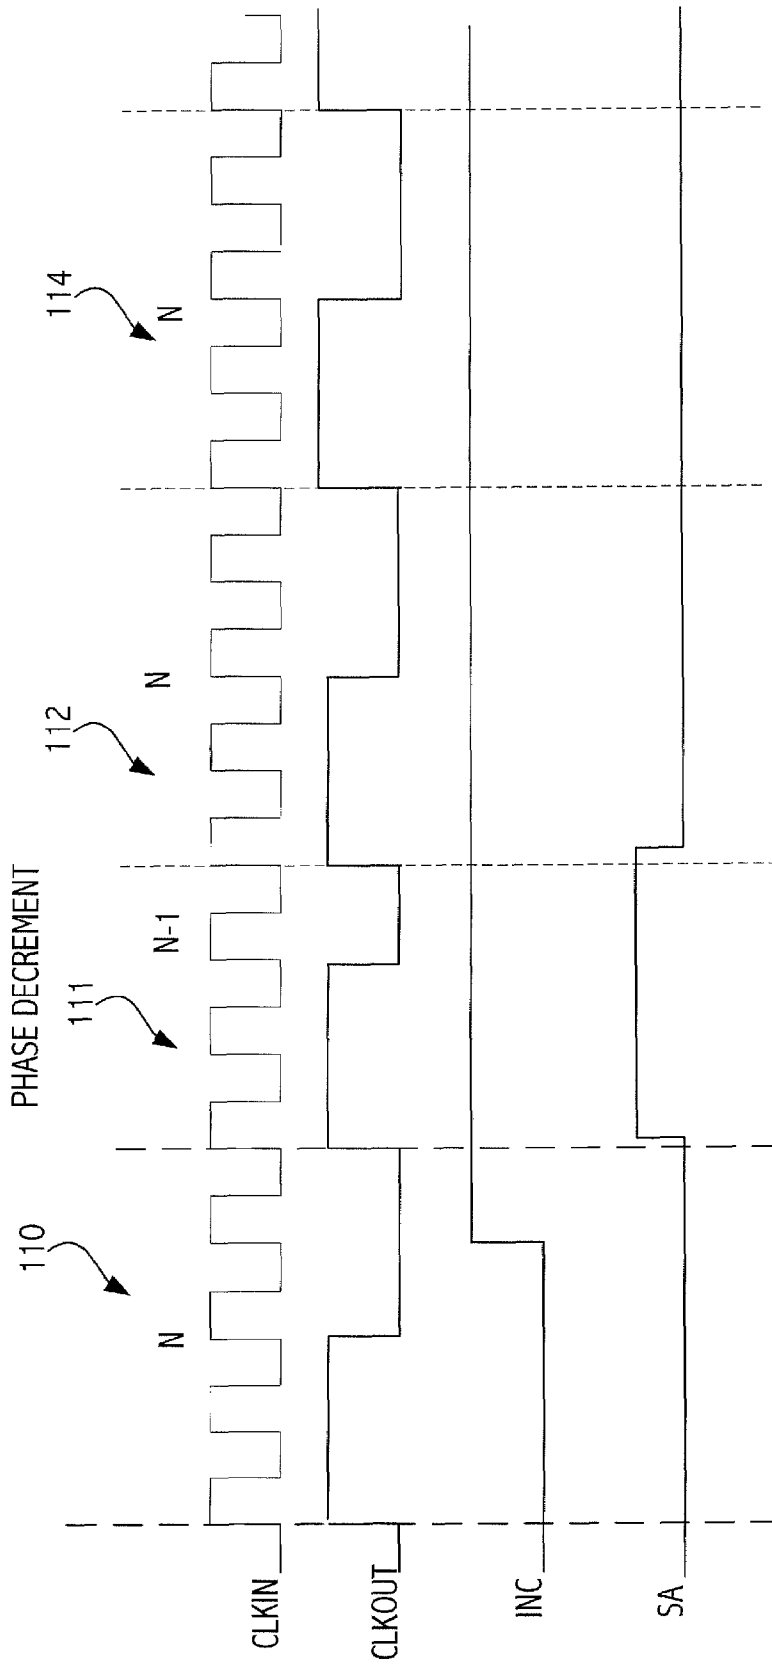 PHASE DECREMENT
110
111
112
114
N
N-1
N
N
CLKIN
CLKOUT
INC
SA